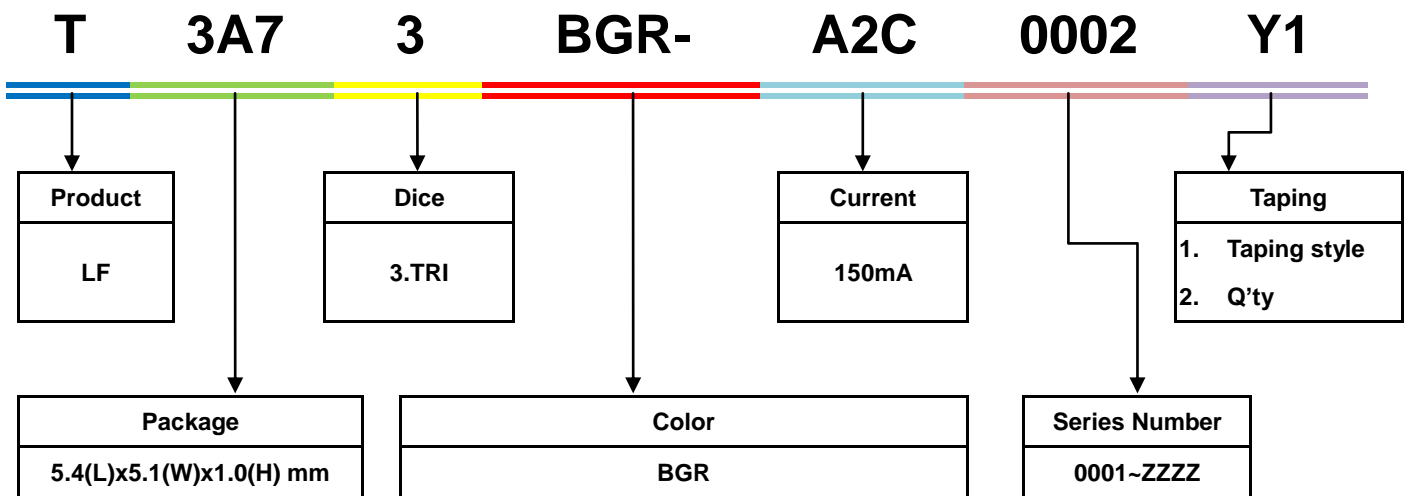 T 3A7 3 BGR- A2C 0002 Y1
Product
LF
Dice
3.TRI
Current
150mA
Taping
1. Taping style
2. Q’ty
Package
5.4(L)x5.1(W)x1.0(H) mm
Color
BGR
Series Number
0001~ZZZZ